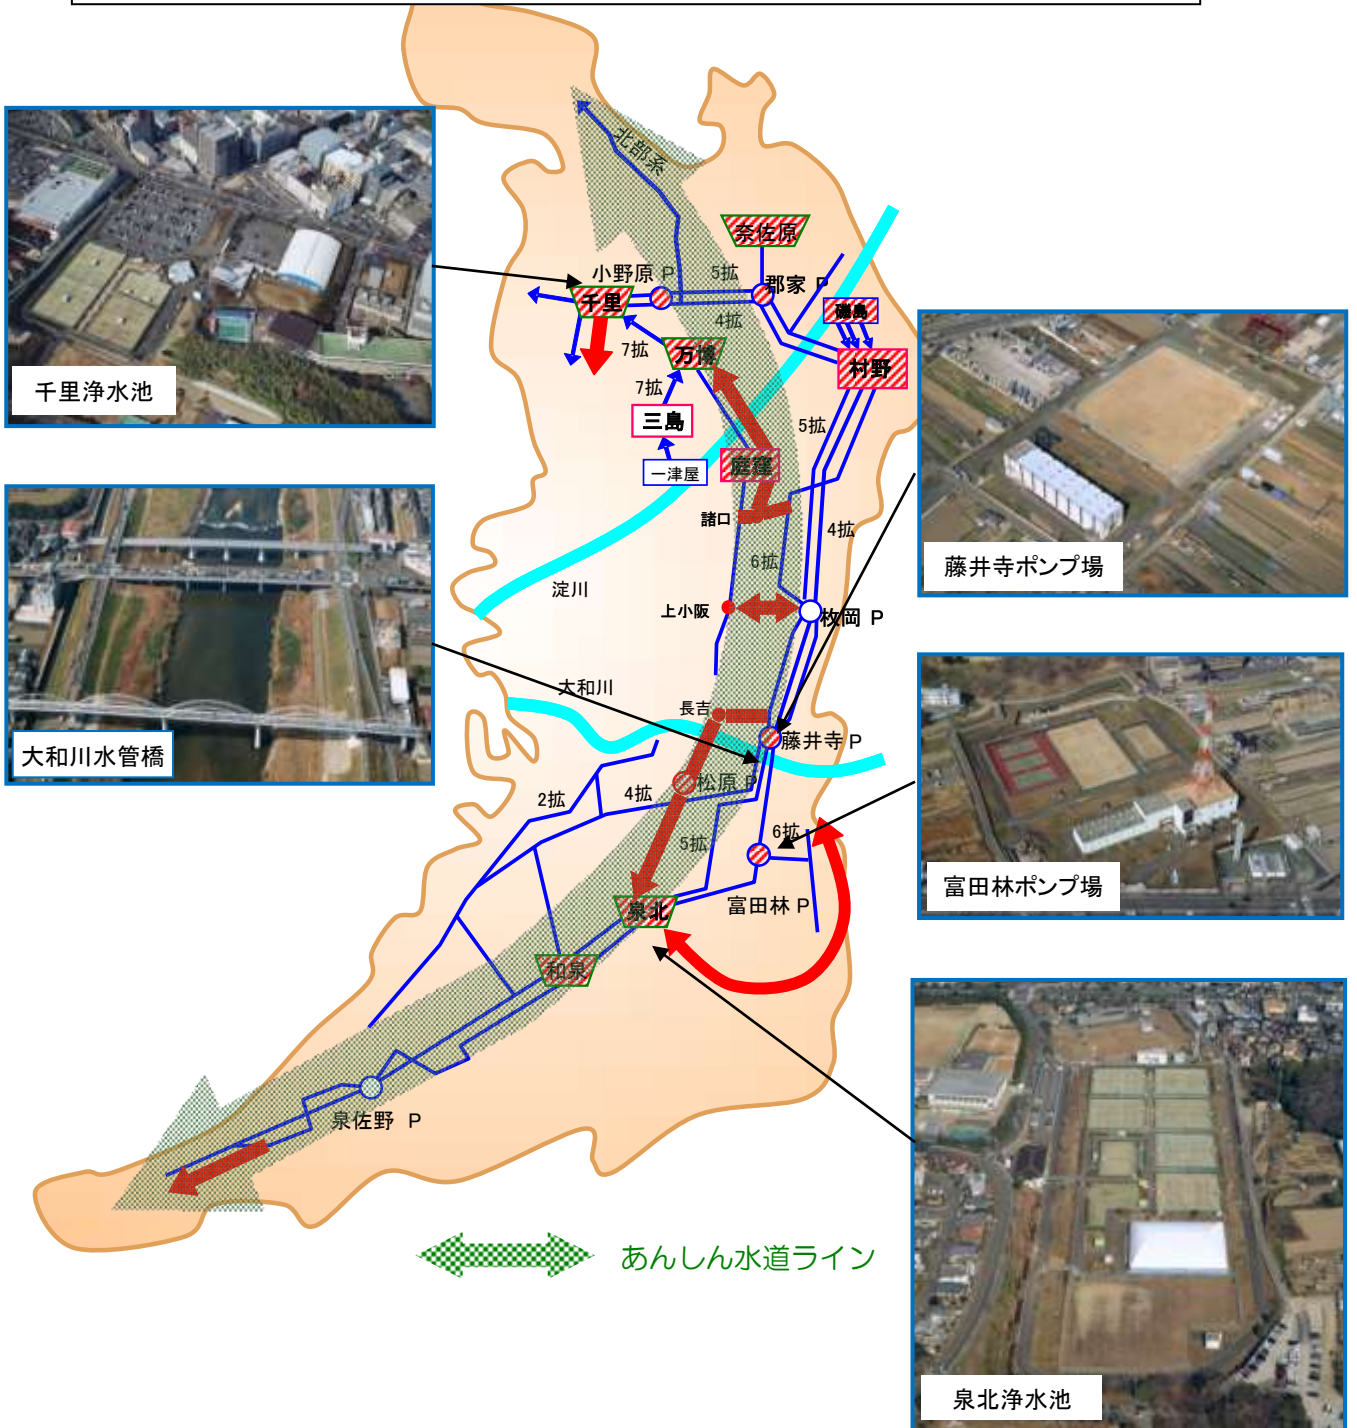 北部系
奈佐原
小野原 P
5拡
郡家 P
千里
4拡
磯島
7拡
万博
村野
千里浄水池
7拡
三島
5拡
一津屋
庭窪
諸口
4拡
藤井寺ポンプ場
6拡
淀川
上小阪
枚岡 P
大和川
長吉
藤井寺 P
大和川水管橋
松原 P
2拡
4拡
5拡
6拡
富田林ポンプ場
富田林 P
泉北
和泉
泉佐野 P
あんしん水道ライン
泉北浄水池